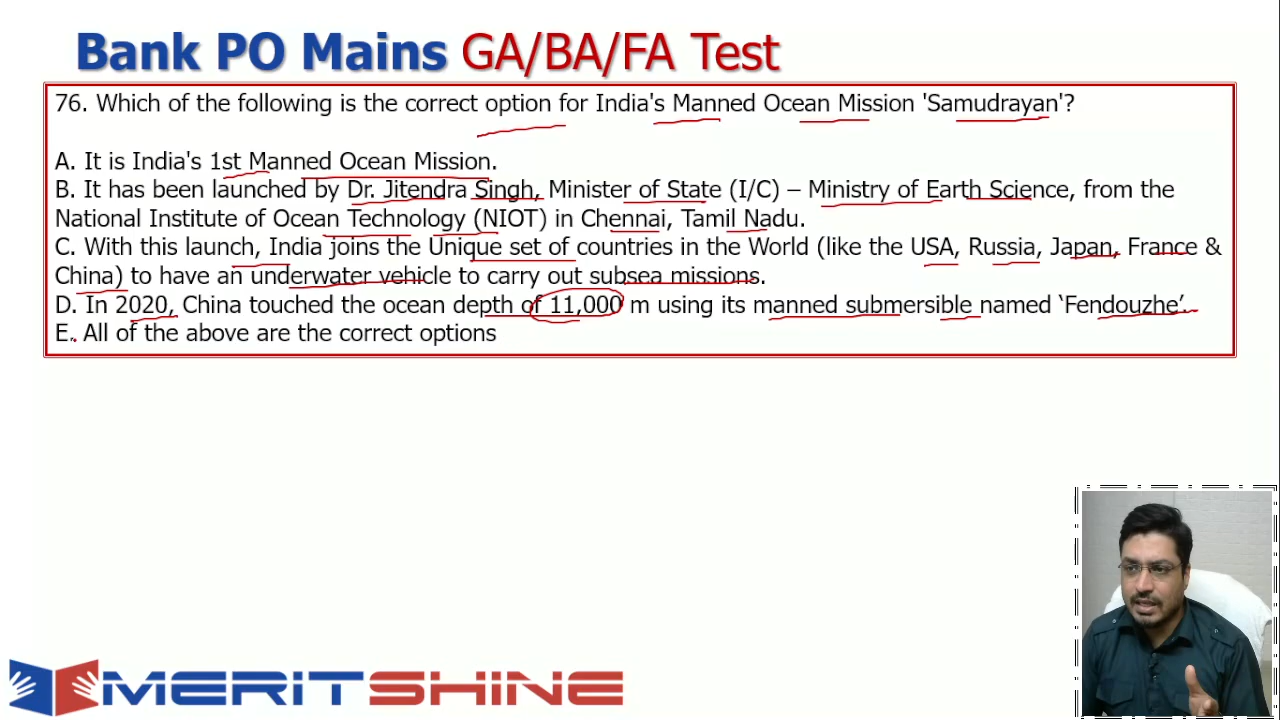 Bank PO Mains GA/BA/FA Test
76. Which of the following is the correct option for India's Manned Ocean Mission 'Samudrayan'?
A. It is India's 1st Manned Ocean Mission.
B. It has been launched by Dr. Jitendra Singh, Minister of State (I/C) – Ministry of Earth Science, from the
National Institute of Ocean Technology (NIOT) in Chennai, Tamil Nadu.
C. With this launch, India joins the Unique set of countries in the World (like the USA, Russia, Japan, France &
China) to have an underwater vehicle to carry out subsea missions.
D. In 2020, China touched the ocean depth of 11,000 m using its manned submersible named ‘Fendouzhe’.
E. All of the above are the correct options
MERITSHINE